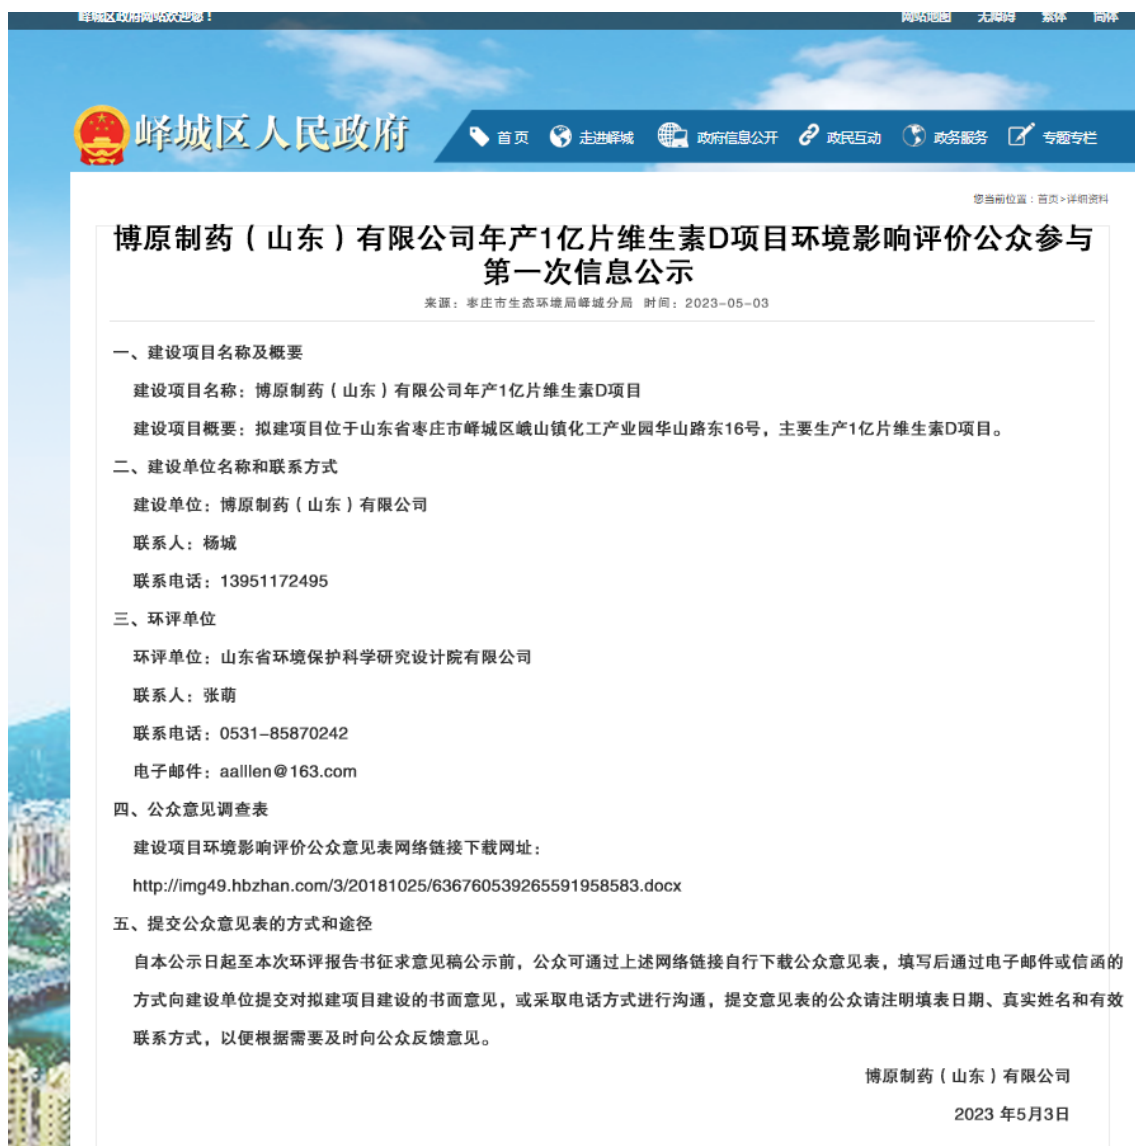 峄城区政府网站欢迎您！
网站地图 无障碍 繁体 简体
峄城区人民政府
首页 走进峄城 政府信息公开 政民互动 政务服务 专题专栏
您当前位置：首页>详细资料
博原制药（山东）有限公司年产1亿片维生素D项目环境影响评价公众参与
第一次信息公示
来源：枣庄市生态环境局峄城分局 时间：2023-05-03
一、建设项目名称及概要
建设项目名称：博原制药（山东）有限公司年产1亿片维生素D项目
建设项目概要：拟建项目位于山东省枣庄市峄城区峨山镇化工产业园华山路东16号，主要生产1亿片维生素D项目。
二、建设单位名称和联系方式
建设单位：博原制药（山东）有限公司
联系人：杨城
联系电话：13951172495
三、环评单位
环评单位：山东省环境保护科学研究设计院有限公司
联系人：张萌
联系电话：0531-85870242
电子邮件：aalllen@163.com
四、公众意见调查表
建设项目环境影响评价公众意见表网络链接下载网址：
http://img49.hbzhan.com/3/20181025/636760539265591958583.docx
五、提交公众意见表的方式和途径
自本公示日起至本次环评报告书征求意见稿公示前，公众可通过上述网络链接自行下载公众意见表，填写后通过电子邮件或信函的
方式向建设单位提交对拟建项目建设的书面意见，或采取电话方式进行沟通，提交意见表的公众请注明填表日期、真实姓名和有效
联系方式，以便根据需要及时向公众反馈意见。
博原制药（山东）有限公司
2023 年5月3日